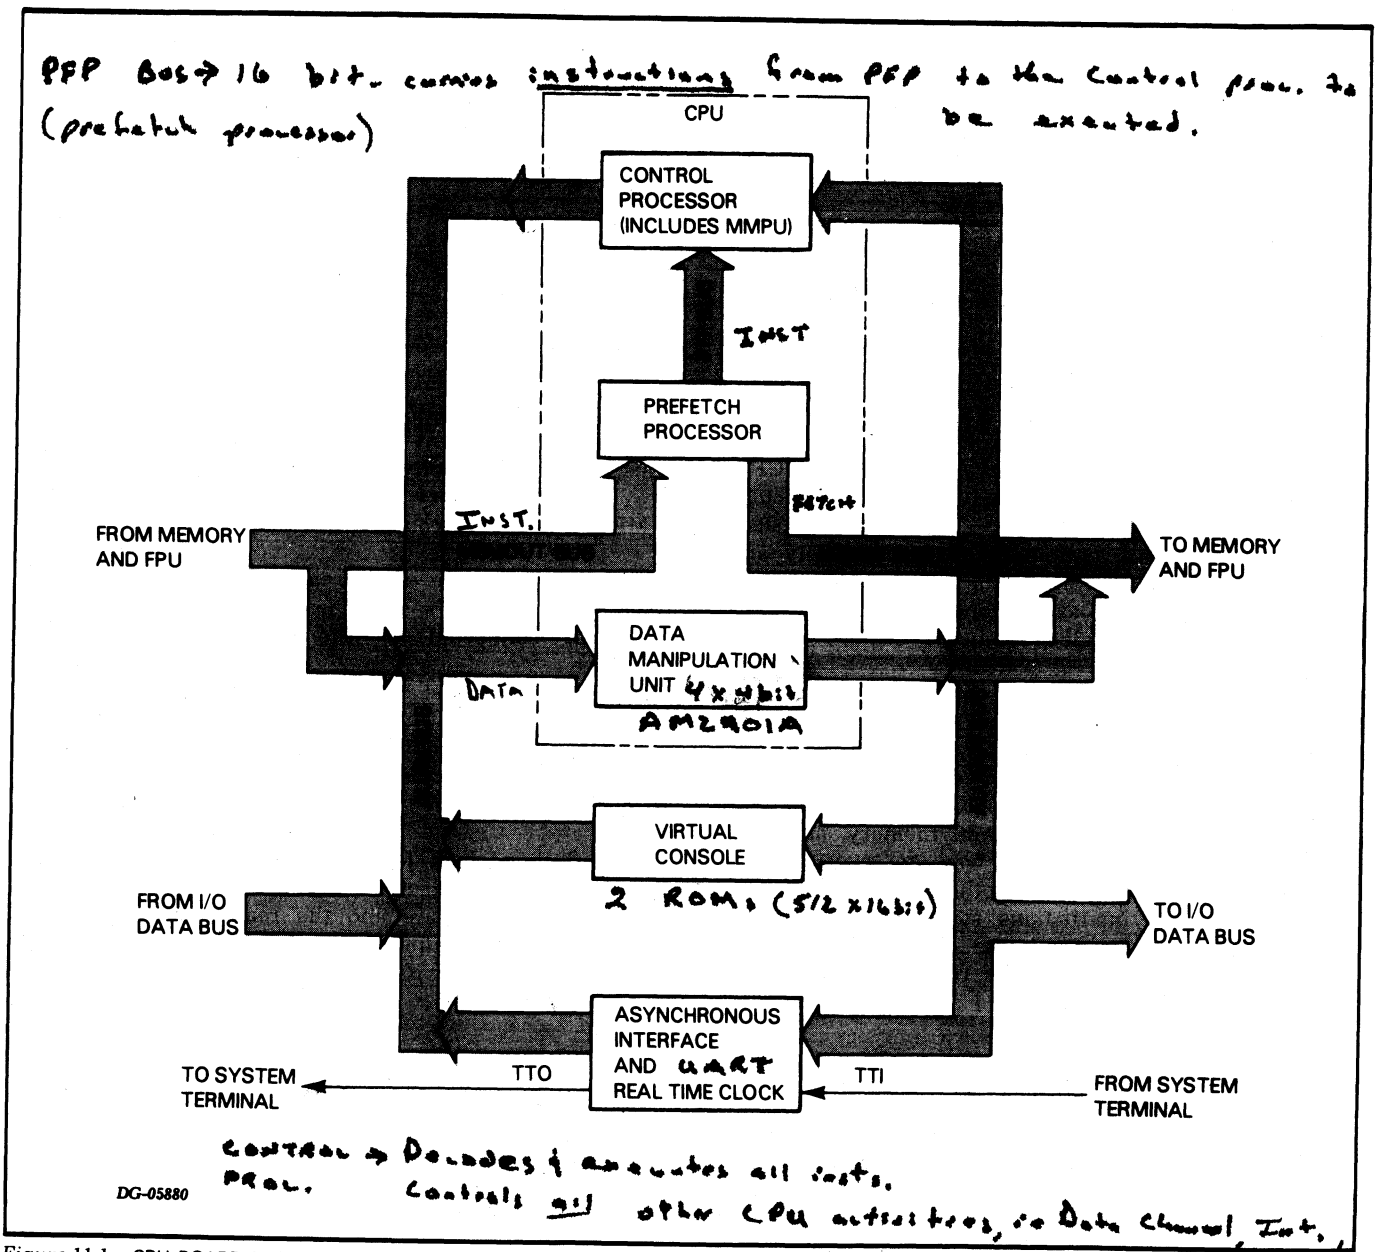 PFP Bus → 16 bit - carries instructions from PFP to the Control proc. to
(prefetch processor) be executed.
CPU
CONTROL
PROCESSOR
(INCLUDES MMPU)
INST
PREFETCH
PROCESSOR
FETCH
INST.
FROM MEMORY
AND FPU
TO MEMORY
AND FPU
DATA
MANIPULATION
UNIT 4 x 4 bit
AM2901A
DATA
VIRTUAL
CONSOLE
2 ROMs (512 x 16 bit)
FROM I/O
DATA BUS
TO I/O
DATA BUS
ASYNCHRONOUS
INTERFACE
AND UART
REAL TIME CLOCK
TTO
TTI
TO SYSTEM
TERMINAL
FROM SYSTEM
TERMINAL
CONTROL → Decodes & executes all insts.
PROC. Controls all other CPU activities, ie Data Channel, Int.,
DG-05880